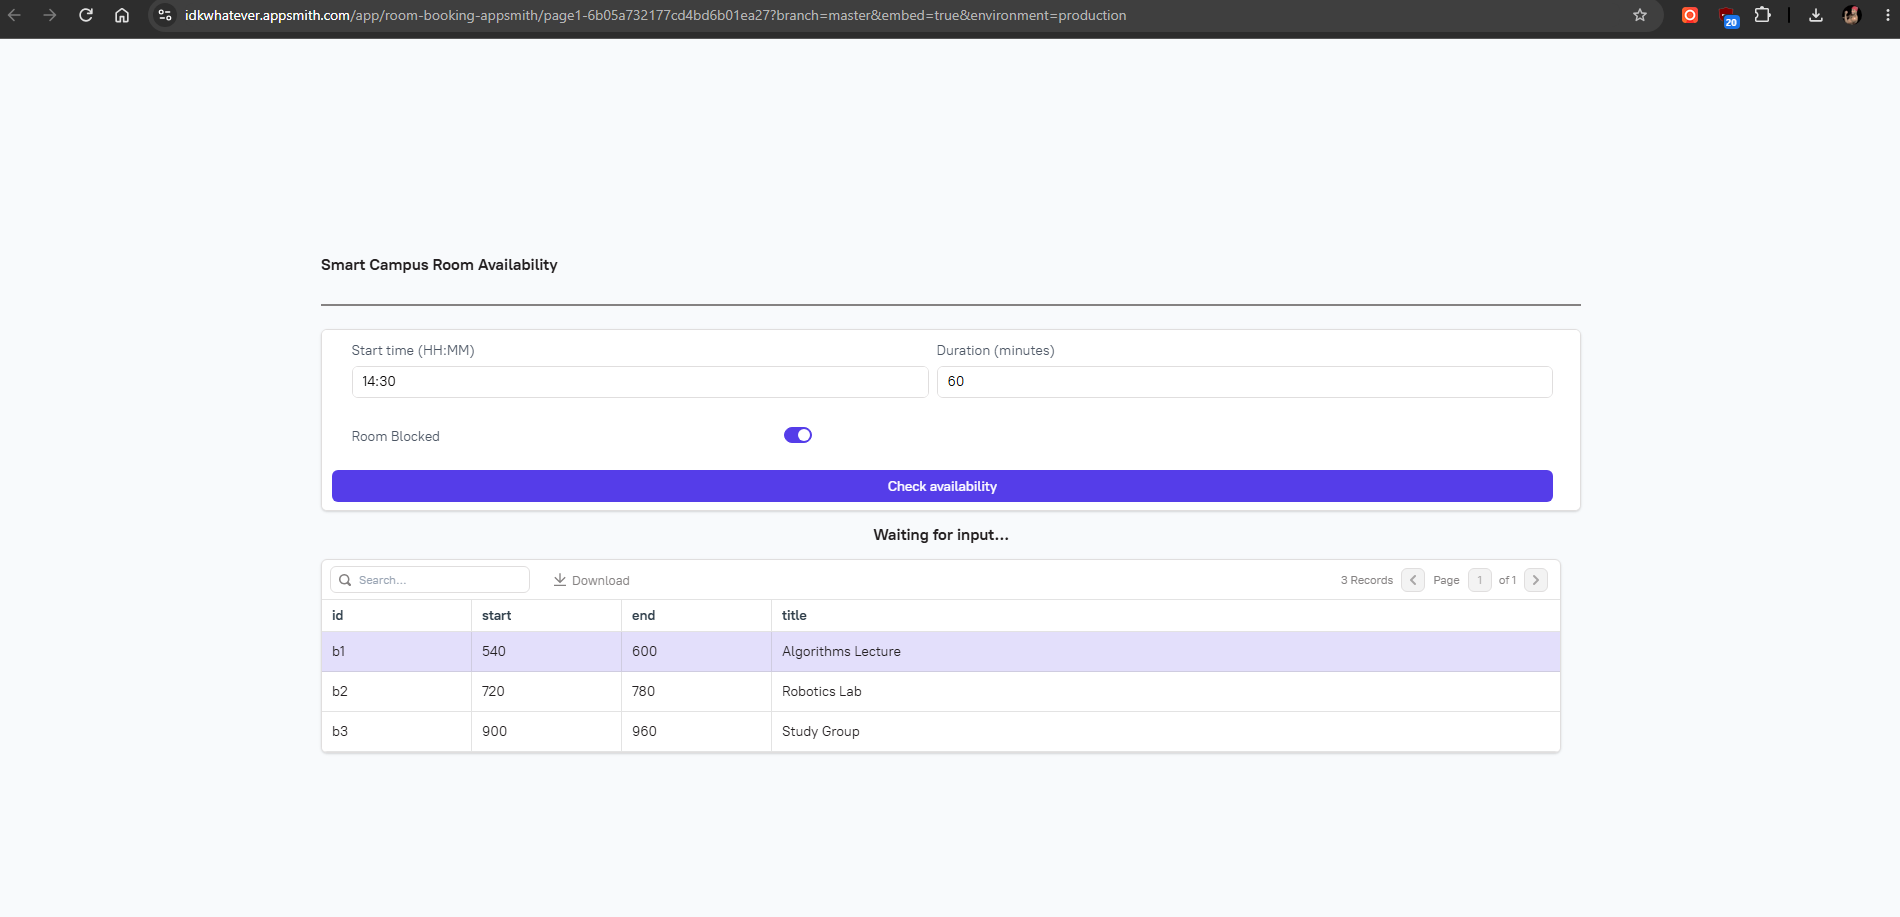 idkwhatever.appsmith.com/app/room-booking-appsmith/page1-6b05a732177cd4bd6b01ea27?branch=master&embed=true&environment=production
20
Smart Campus Room Availability
Start time (HH:MM) Duration (minutes)
14:30 60
Room Blocked
Check availability
Waiting for input...
Search... Download 3 Records Page 1 of 1
id start end title
b1 540 600 Algorithms Lecture
b2 720 780 Robotics Lab
b3 900 960 Study Group